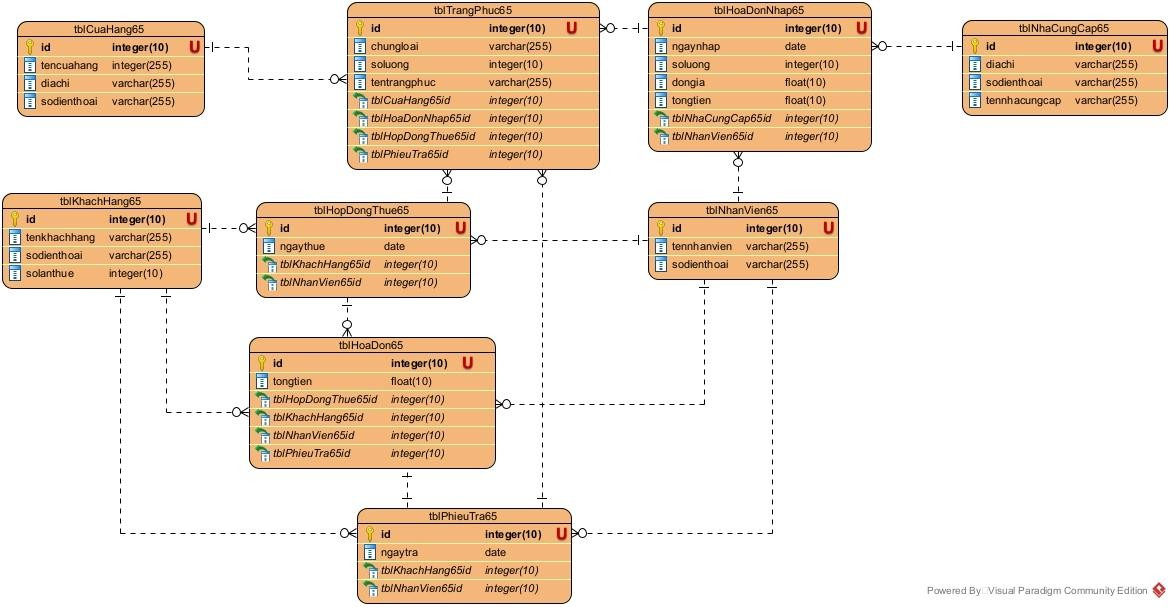 tblCuaHang65
id integer(10) U
tencuahang integer(255)
diachi varchar(255)
sodienthoai varchar(255)
tblTrangPhuc65
id integer(10) U
chungloai varchar(255)
soluong integer(10)
tentrangphuc varchar(255)
tblCuaHang65id integer(10)
tblHoaDonNhap65id integer(10)
tblHopDongThue65id integer(10)
tblPhieuTra65id integer(10)
tblHoaDonNhap65
id integer(10) U
ngaynhap date
soluong integer(10)
dongia float(10)
tongtien float(10)
tblNhaCungCap65id integer(10)
tblNhanVien65id integer(10)
tblNhaCungCap65
id integer(10) U
diachi varchar(255)
sodienthoai varchar(255)
tennhacungcap varchar(255)
tblKhachHang65
id integer(10) U
tenkhachhang varchar(255)
sodienthoai varchar(255)
solanthue integer(10)
tblHopDongThue65
id integer(10) U
ngaythue date
tblKhachHang65id integer(10)
tblNhanVien65id integer(10)
tblNhanVien65
id integer(10) U
tennhanvien varchar(255)
sodienthoai varchar(255)
tblHoaDon65
id integer(10) U
tongtien float(10)
tblHopDongThue65id integer(10)
tblKhachHang65id integer(10)
tblNhanVien65id integer(10)
tblPhieuTra65id integer(10)
tblPhieuTra65
id integer(10) U
ngaytra date
tblKhachHang65id integer(10)
tblNhanVien65id integer(10)
Powered By Visual Paradigm Community Edition